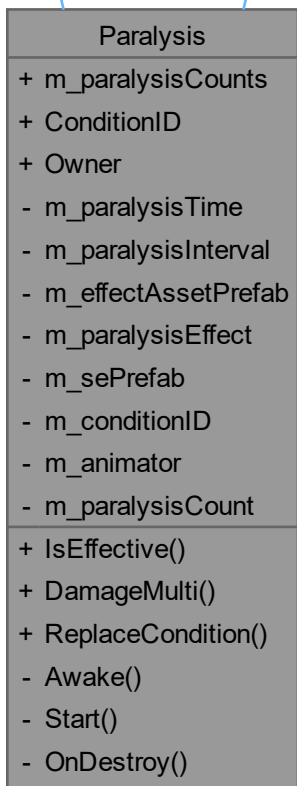 Paralysis
+ m_paralysisCounts
+ ConditionID
+ Owner
- m_paralysisTime
- m_paralysisInterval
- m_effectAssetPrefab
- m_paralysisEffect
- m_sePrefab
- m_conditionID
- m_animator
- m_paralysisCount
+ IsEffective()
+ DamageMulti()
+ ReplaceCondition()
- Awake()
- Start()
- OnDestroy()